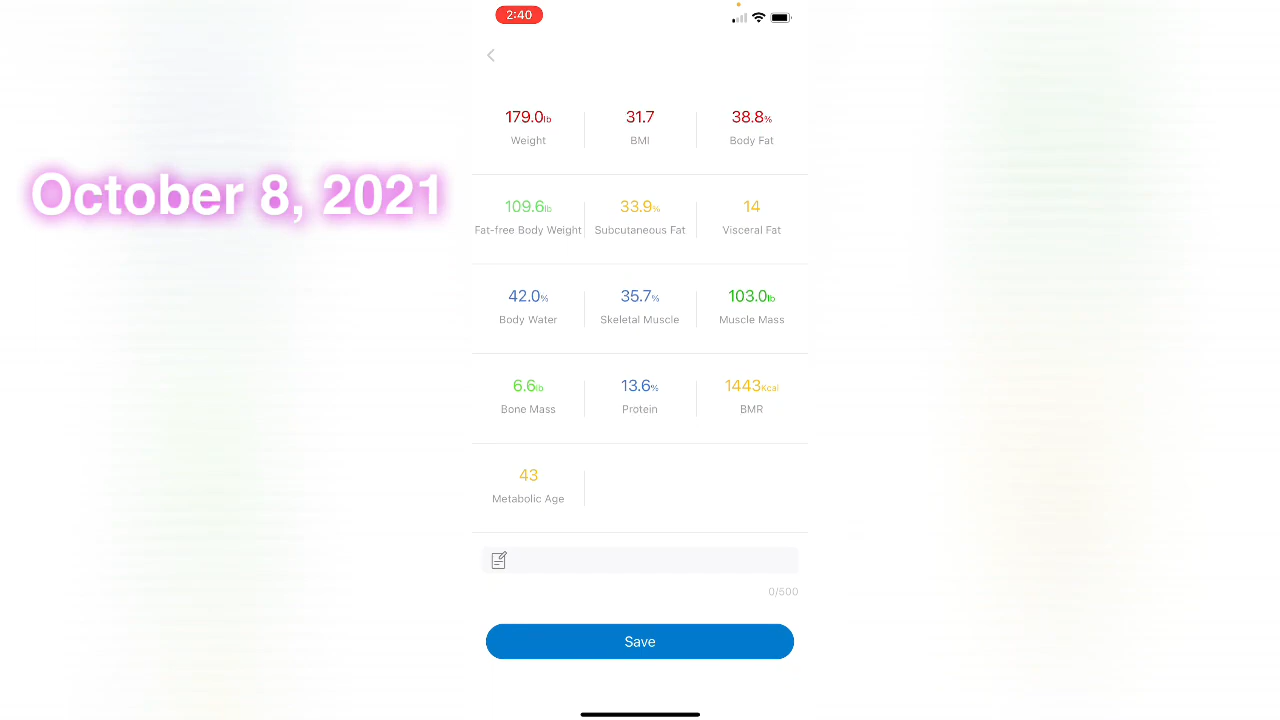 2:40
October 8, 2021
179.0lb 31.7 38.8%
Weight BMI Body Fat
109.6lb 33.9% 14
Fat-free Body Weight Subcutaneous Fat Visceral Fat
42.0% 35.7% 103.0lb
Body Water Skeletal Muscle Muscle Mass
6.6lb 13.6% 1443Kcal
Bone Mass Protein BMR
43
Metabolic Age
0/500
Save